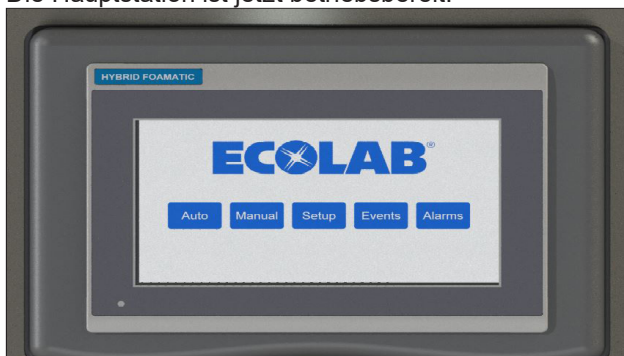 Die Hauptstation ist jetzt betriebsbereit.
HYBRID FOAMATIC
ECOLAB®
Auto Manual Setup Events Alarms